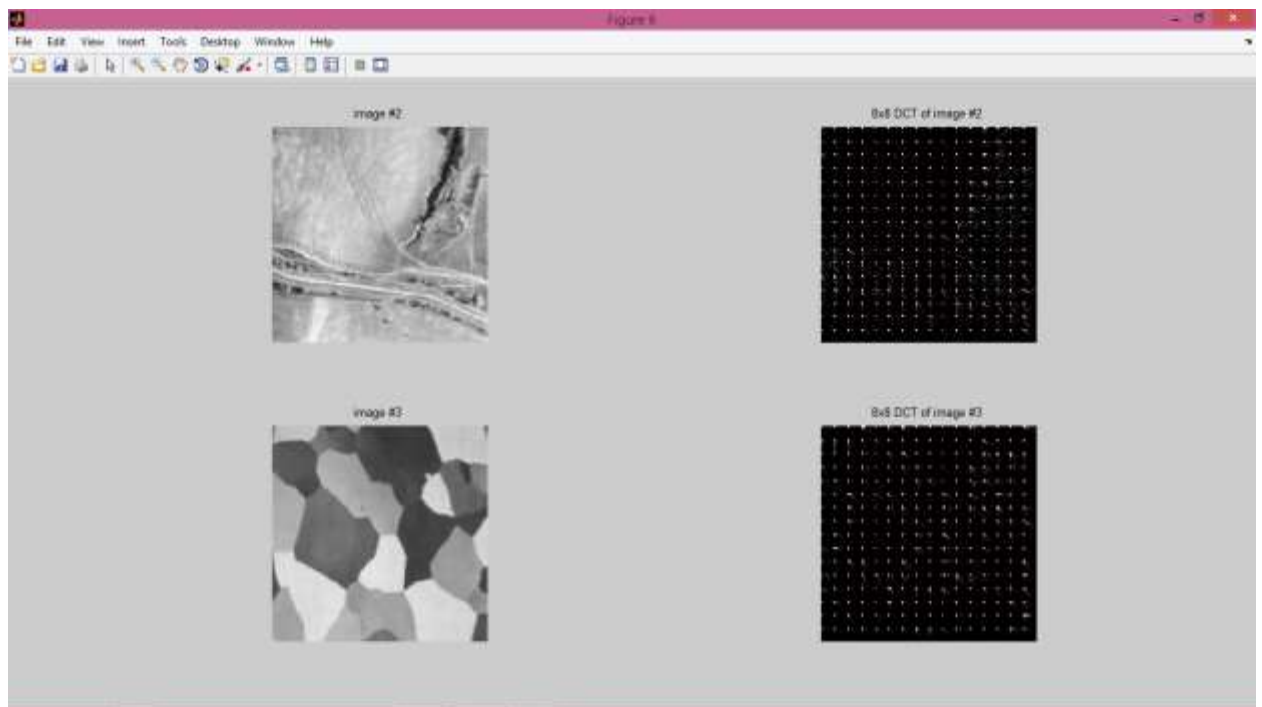 Figure 6
File Edit View Insert Tools Desktop Window Help
image #2
8x8 DCT of image #2
image #3
8x8 DCT of image #3